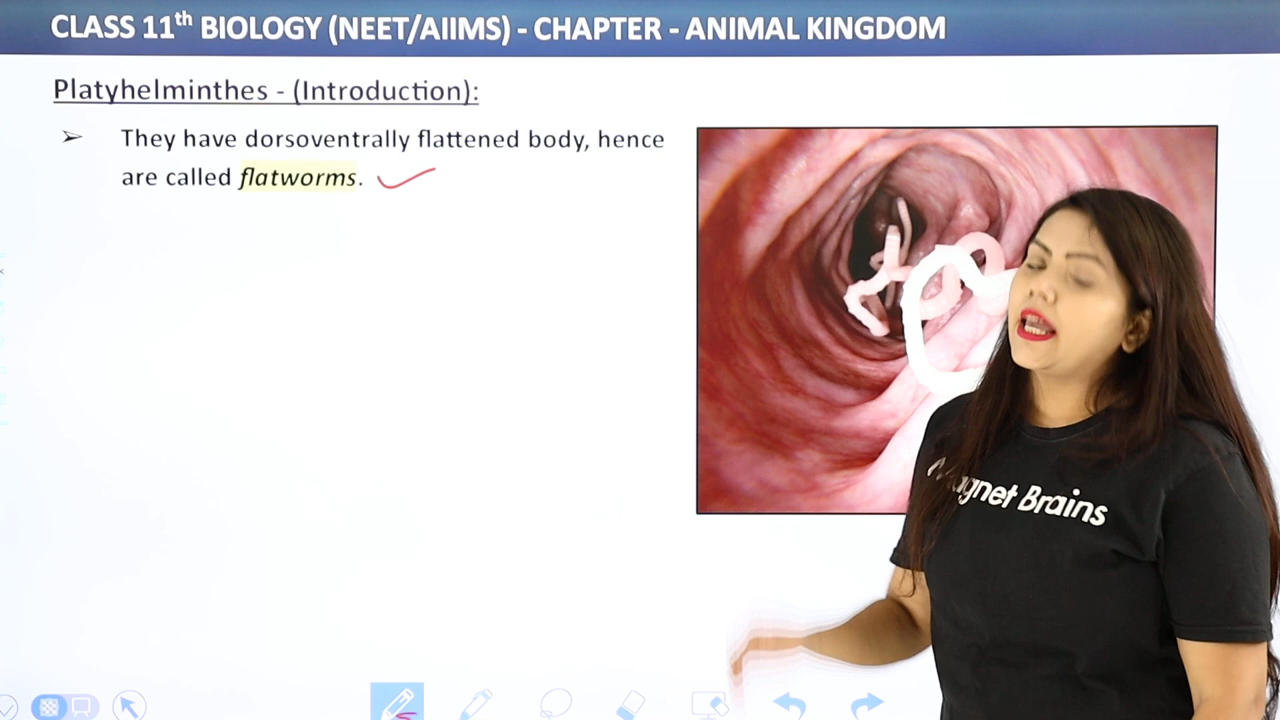 CLASS 11th BIOLOGY (NEET/AIIMS) - CHAPTER - ANIMAL KINGDOM
Platyhelminthes - (Introduction):
➢ They have dorsoventrally flattened body, hence
are called flatworms.
Magnet Brains